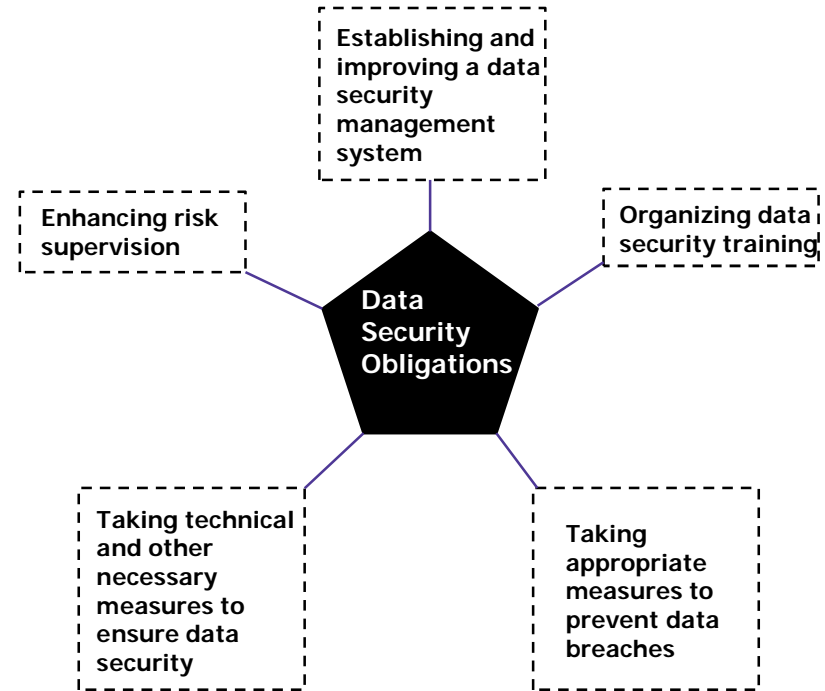 Establishing and
improving a data
security
management
system
Enhancing risk
supervision
Organizing data
security training
Data
Security
Obligations
Taking technical
and other
necessary
measures to
ensure data
security
Taking
appropriate
measures to
prevent data
breaches